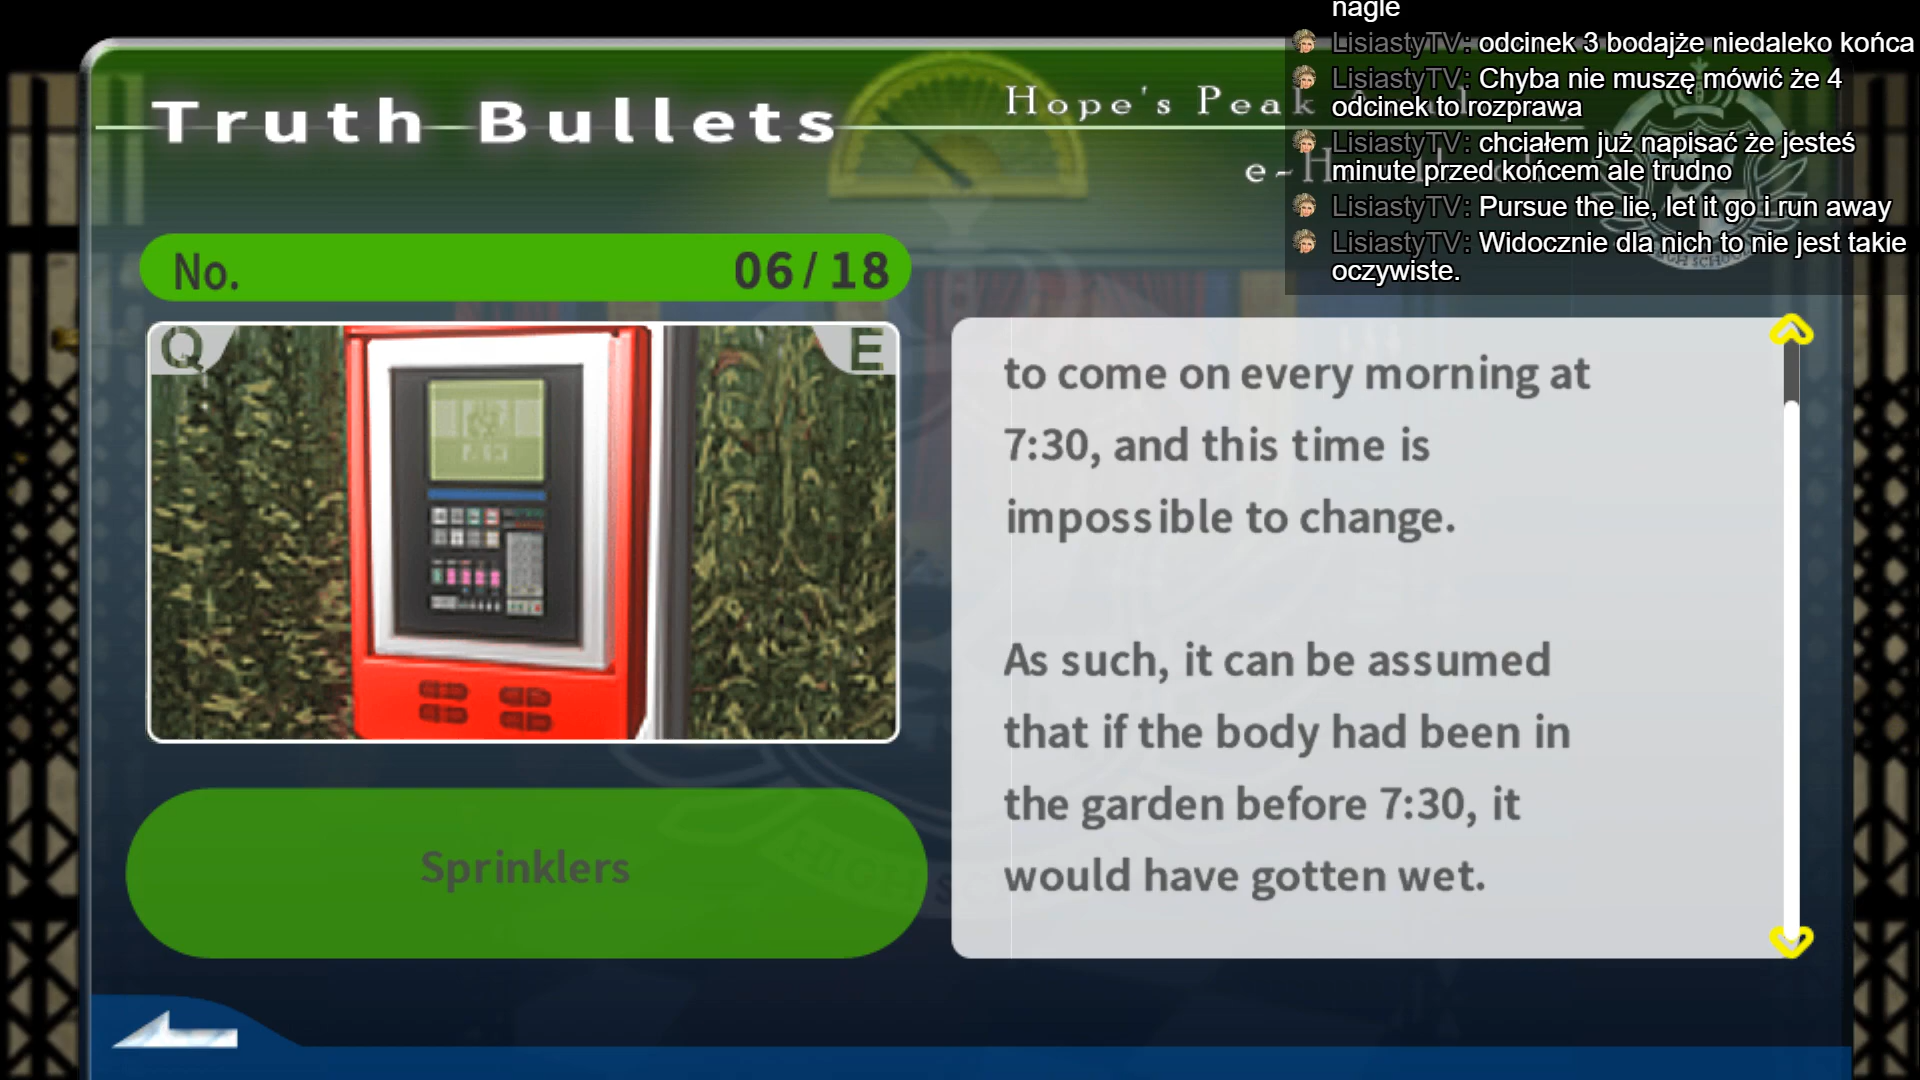 nagle
LisiastyTV: odcinek 3 bodajże niedaleko końca
LisiastyTV: Chyba nie muszę mówić że 4
odcinek to rozprawa
LisiastyTV: chciałem już napisać że jesteś
minute przed końcem ale trudno
LisiastyTV: Pursue the lie, let it go i run away
LisiastyTV: Widocznie dla nich to nie jest takie
oczywiste.
Truth Bullets
Hope's Peak
No. 06/18
Q
E
to come on every morning at
7:30, and this time is
impossible to change.
As such, it can be assumed
that if the body had been in
the garden before 7:30, it
would have gotten wet.
Sprinklers